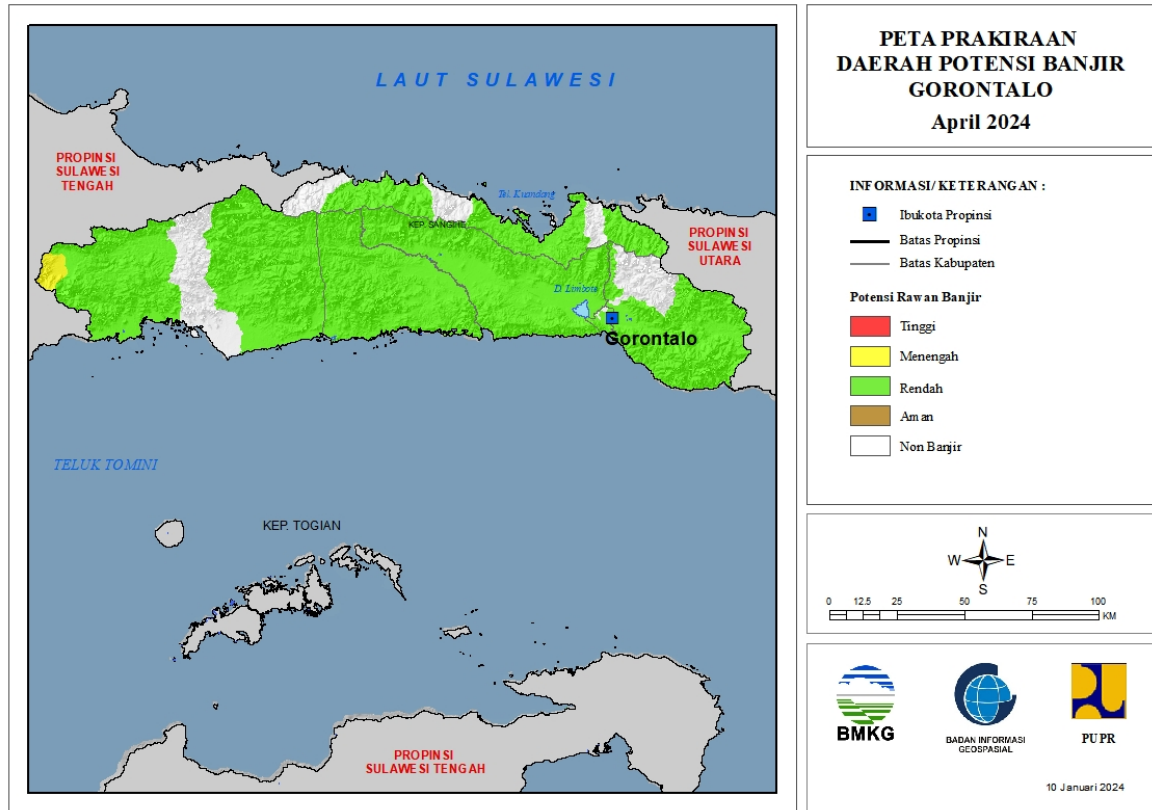 LAUT SULAWESI
PROPINSI
SULAWESI
TENGAH
Tel. Kuandang
KEP. SANGIHE
PROPINSI
SULAWESI
UTARA
D. Limboto
Gorontalo
TELUK TOMINI
KEP. TOGIAN
PROPINSI
SULAWESI TENGAH
PETA PRAKIRAAN
DAERAH POTENSI BANJIR
GORONTALO
April 2024
INFORMASI/ KETERANGAN :
Ibukota Propinsi
Batas Propinsi
Batas Kabupaten
Potensi Rawan Banjir
Tinggi
Menengah
Rendah
Aman
Non Banjir
N
W E
S
0 12.5 25 50 75 100
KM
BMKG
BADAN INFORMASI
GEOSPASIAL
PUPR
10 Januari 2024